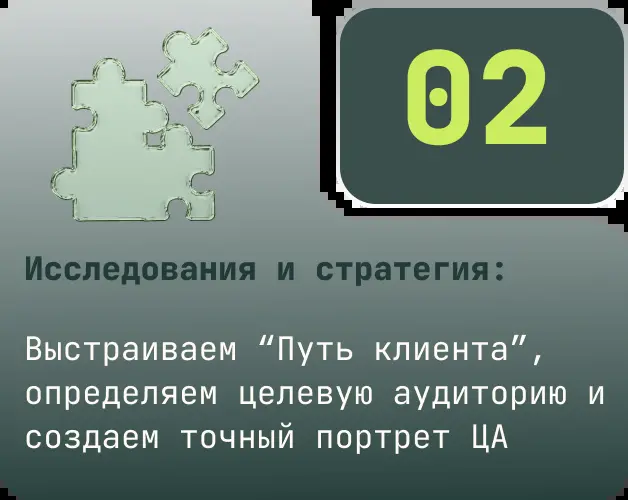 02
Исследования и стратегия:
Выстраиваем “Путь клиента”,
определяем целевую аудиторию и
создаем точный портрет ЦА